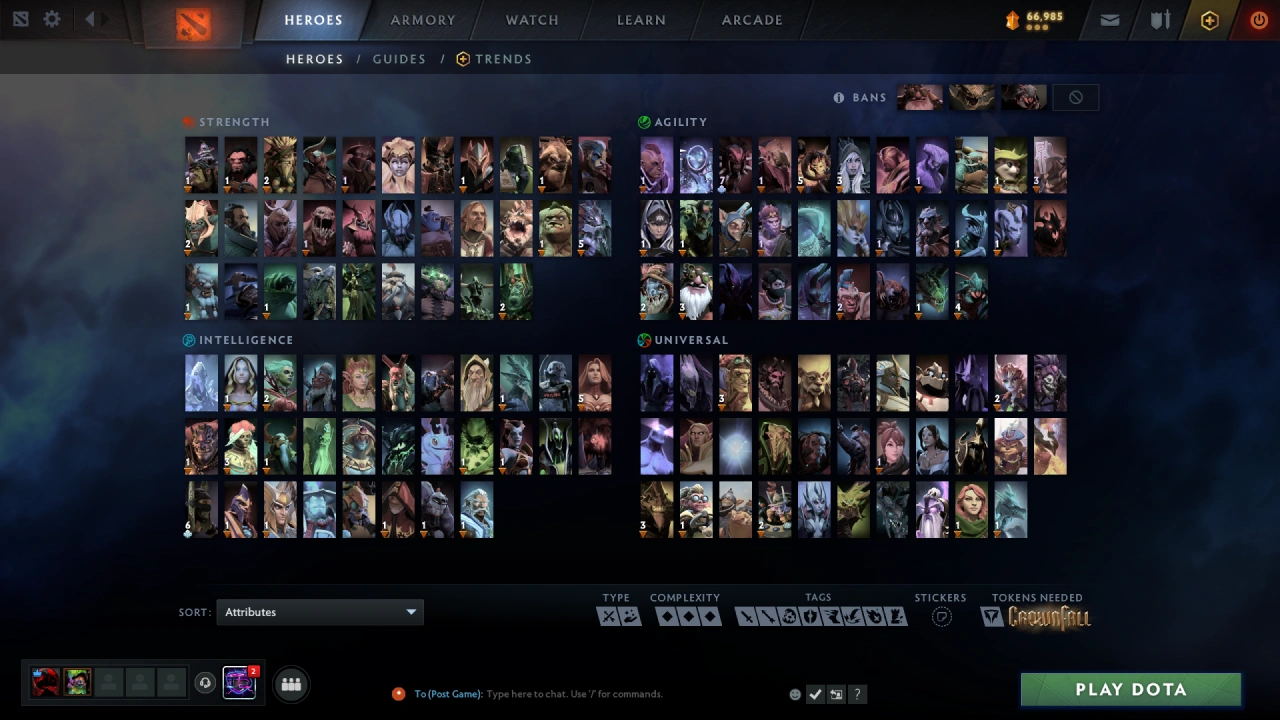 HEROES
ARMORY
WATCH
LEARN
ARCADE
66,985
HEROES / GUIDES / TRENDS
BANS
STRENGTH
AGILITY
1 1 2 1 1 1
1 7 1 5 3 1 1 3
2 1 1 5
1 1 1 1 1
1 1 2
2 3 2 1 4
INTELLIGENCE
UNIVERSAL
1 2 1 5
3 2
3 1 1 1
1
6 1 1 1 1
3 1 2 1 1
SORT:
Attributes
TYPE
COMPLEXITY
TAGS
STICKERS
TOKENS NEEDED
CROWNFALL
2
To (Post Game): Type here to chat. Use '/' for commands.
?
PLAY DOTA